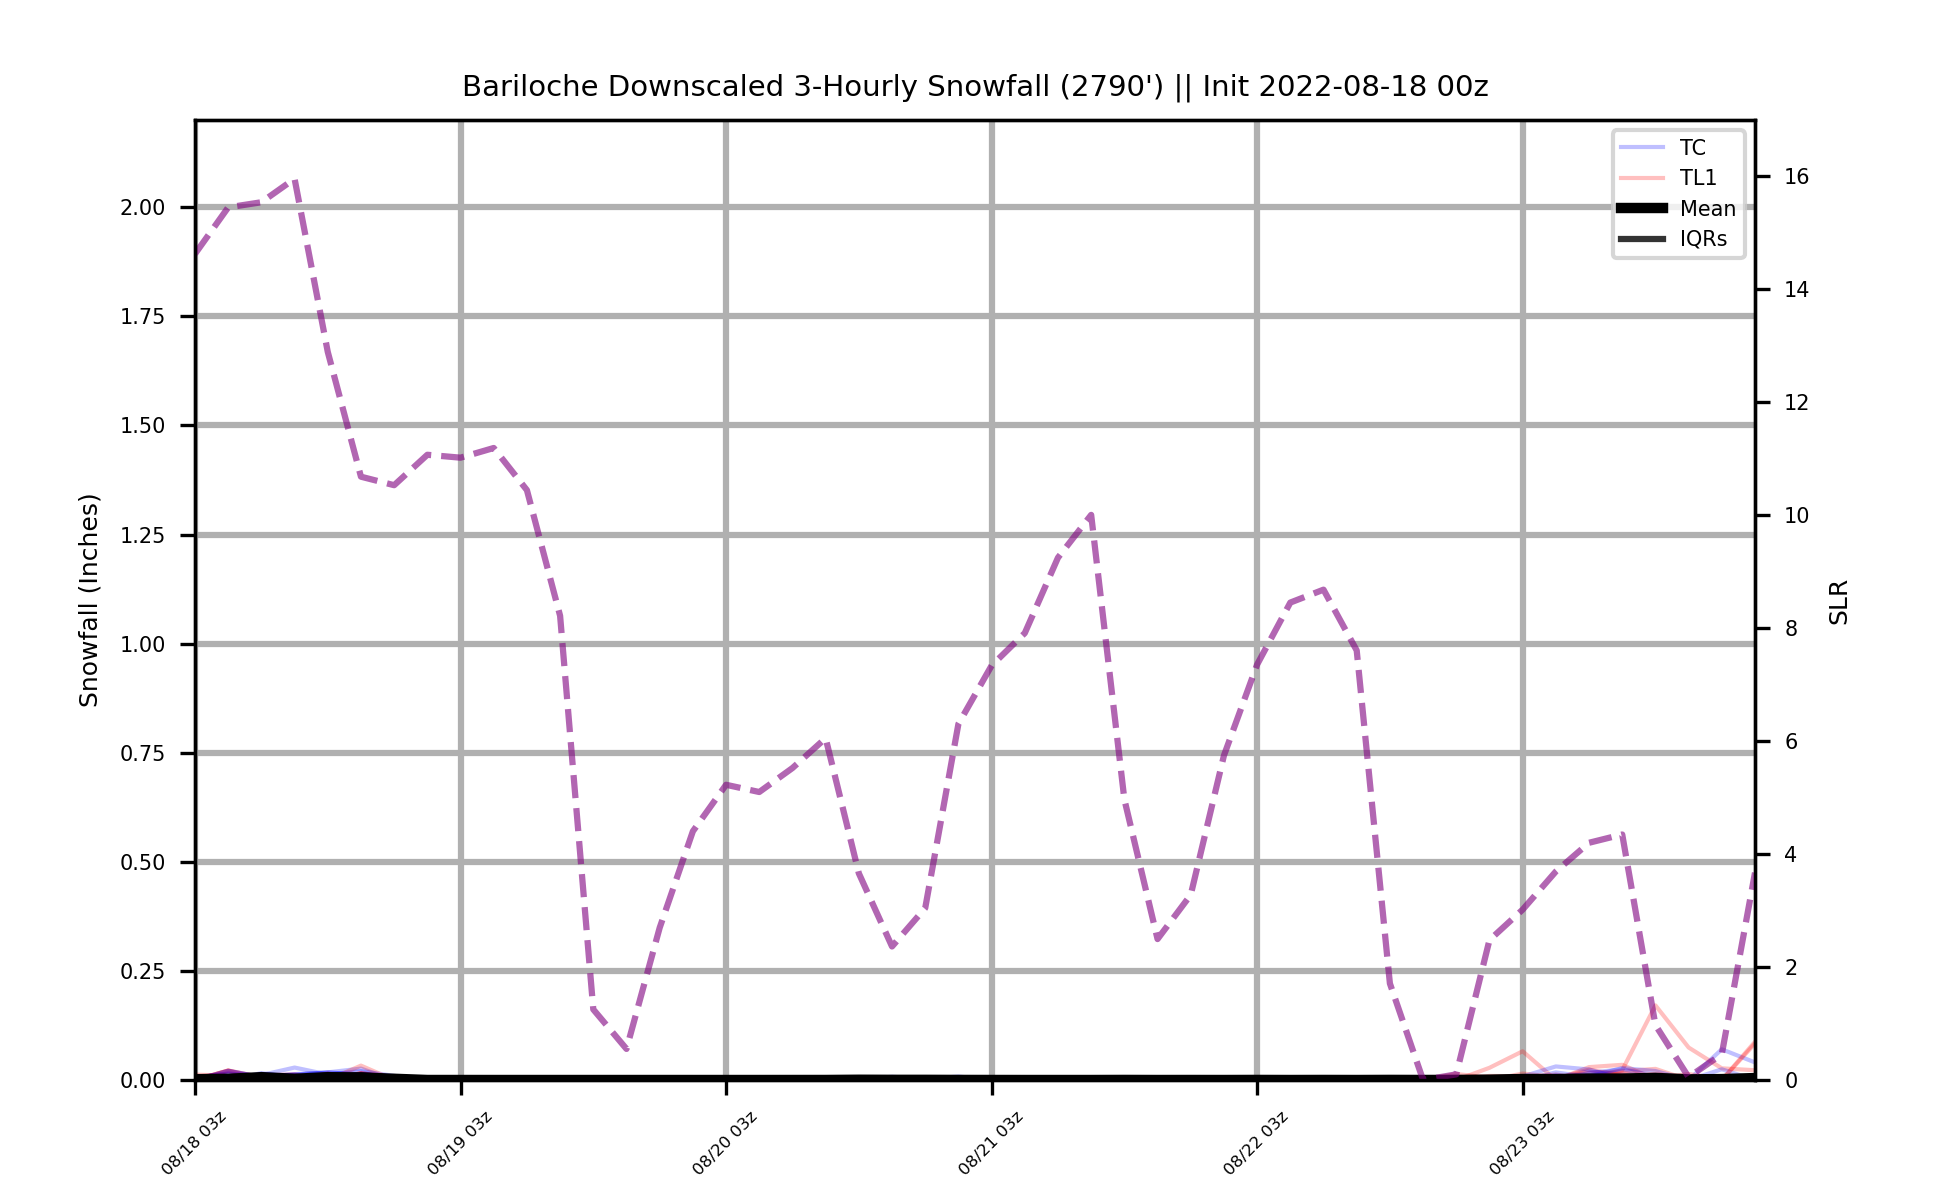 Bariloche Downscaled 3-Hourly Snowfall (2790') || Init 2022-08-18 00z
TC
TL1
Mean
IQRs
2.00
1.75
1.50
1.25
1.00
0.75
0.50
0.25
0.00
Snowfall (Inches)
16
14
12
10
8
6
4
2
0
SLR
08/18 03z
08/19 03z
08/20 03z
08/21 03z
08/22 03z
08/23 03z